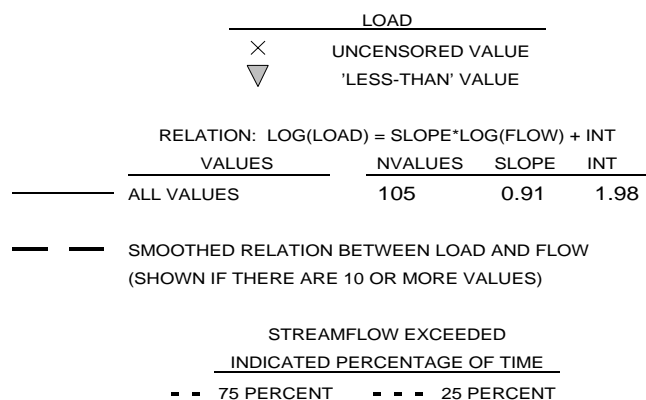 LOAD
UNCENSORED VALUE
'LESS-THAN' VALUE
RELATION: LOG(LOAD) = SLOPE*LOG(FLOW) + INT
VALUES NVALUES SLOPE INT
ALL VALUES 105 0.91 1.98
SMOOTHED RELATION BETWEEN LOAD AND FLOW
(SHOWN IF THERE ARE 10 OR MORE VALUES)
STREAMFLOW EXCEEDED
INDICATED PERCENTAGE OF TIME
75 PERCENT 25 PERCENT